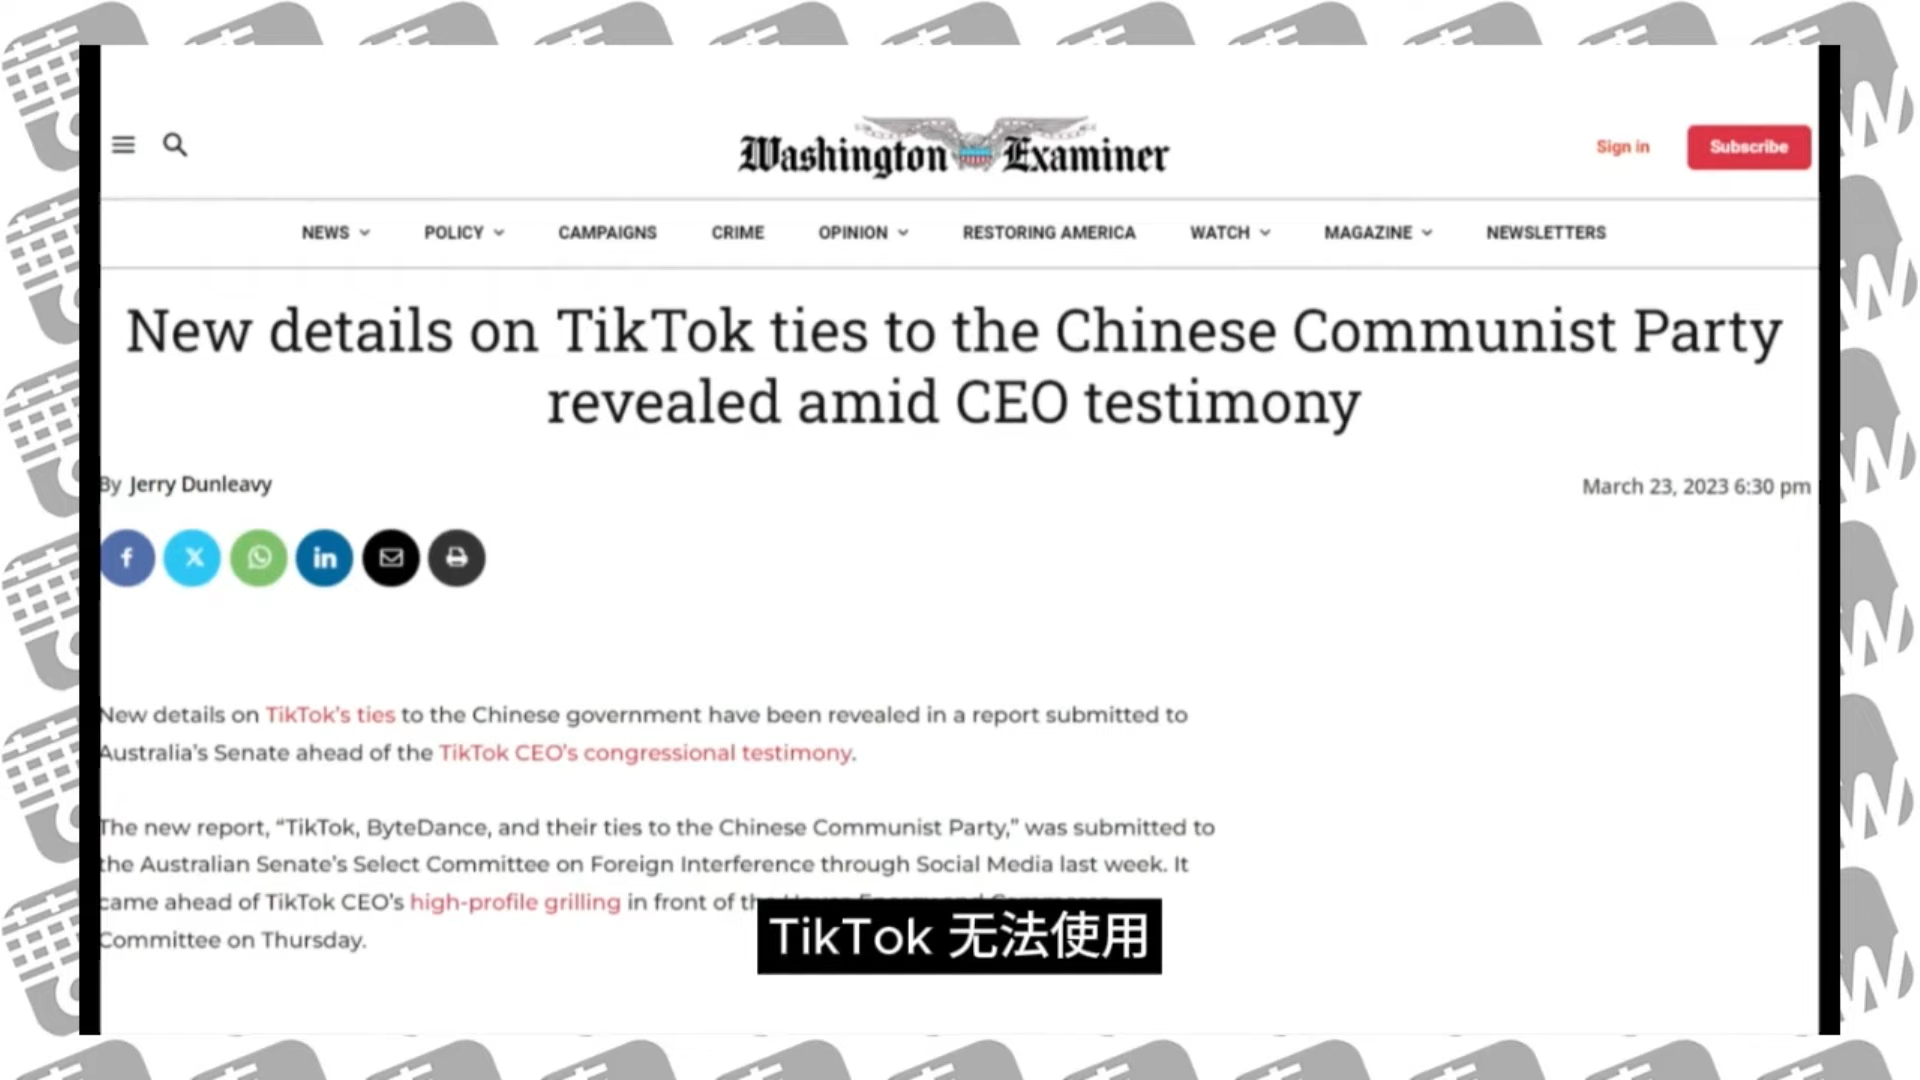 Washington Examiner
Sign in
Subscribe
NEWS
POLICY
CAMPAIGNS
CRIME
OPINION
RESTORING AMERICA
WATCH
MAGAZINE
NEWSLETTERS
New details on TikTok ties to the Chinese Communist Party
revealed amid CEO testimony
By Jerry Dunleavy
March 23, 2023 6:30 pm
New details on TikTok’s ties to the Chinese government have been revealed in a report submitted to
Australia’s Senate ahead of the TikTok CEO’s congressional testimony.
The new report, “TikTok, ByteDance, and their ties to the Chinese Communist Party,” was submitted to
the Australian Senate’s Select Committee on Foreign Interference through Social Media last week. It
came ahead of TikTok CEO’s high-profile grilling in front of
Committee on Thursday.
TikTok 无法使用